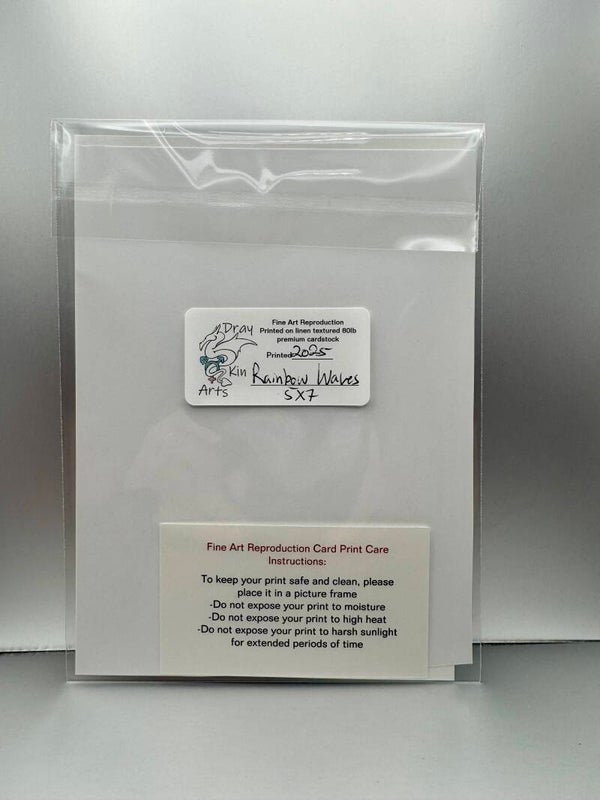 Dray
Kin
Arts
Fine Art Reproduction
Printed on linen textured 80lb
premium cardstock
Printed: 2025
Rainbow Waves
5X7
Fine Art Reproduction Card Print Care
Instructions:
To keep your print safe and clean, please
place it in a picture frame
-Do not expose your print to moisture
-Do not expose your print to high heat
-Do not expose your print to harsh sunlight
for extended periods of time